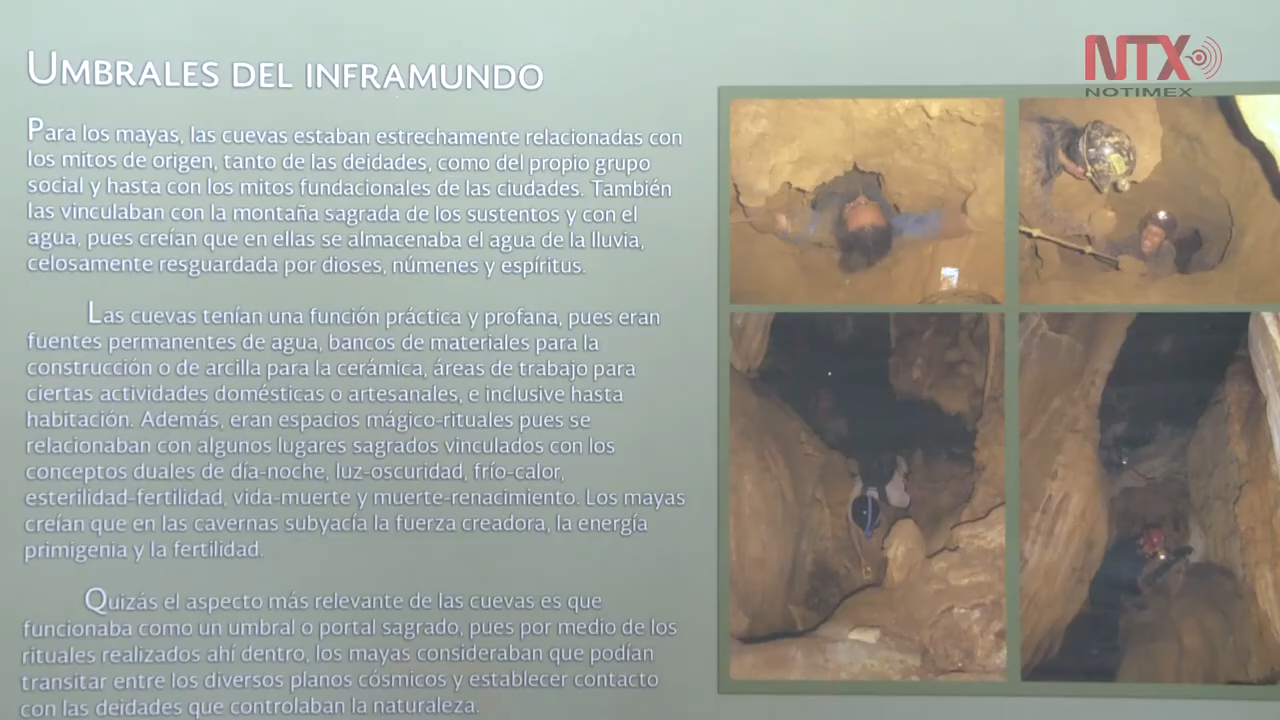 UMBRALES DEL INFRAMUNDO
Para los mayas, las cuevas estaban estrechamente relacionadas con
los mitos de origen, tanto de las deidades, como del propio grupo
social y hasta con los mitos fundacionales de las ciudades. También
las vinculaban con la montaña sagrada de los sustentos y con el
agua, pues creían que en ellas se almacenaba el agua de la lluvia,
celosamente resguardada por dioses, númenes y espíritus.
Las cuevas tenían una función práctica y profana, pues eran
fuentes permanentes de agua, bancos de materiales para la
construcción o de arcilla para la cerámica, áreas de trabajo para
ciertas actividades domésticas o artesanales, e inclusive hasta
habitación. Además, eran espacios mágico-rituales pues se
relacionaban con algunos lugares sagrados vinculados con los
conceptos duales de día-noche, luz-oscuridad, frío-calor,
esterilidad-fertilidad, vida-muerte y muerte-renacimiento. Los mayas
creían que en las cavernas subyacía la fuerza creadora, la energía
primigenia y la fertilidad.
Quizás el aspecto más relevante de las cuevas es que
funcionaba como un umbral o portal sagrado, pues por medio de los
rituales realizados ahí dentro, los mayas consideraban que podían
transitar entre los diversos planos cósmicos y establecer contacto
con las deidades que controlaban la naturaleza.
NTX
NOTIMEX